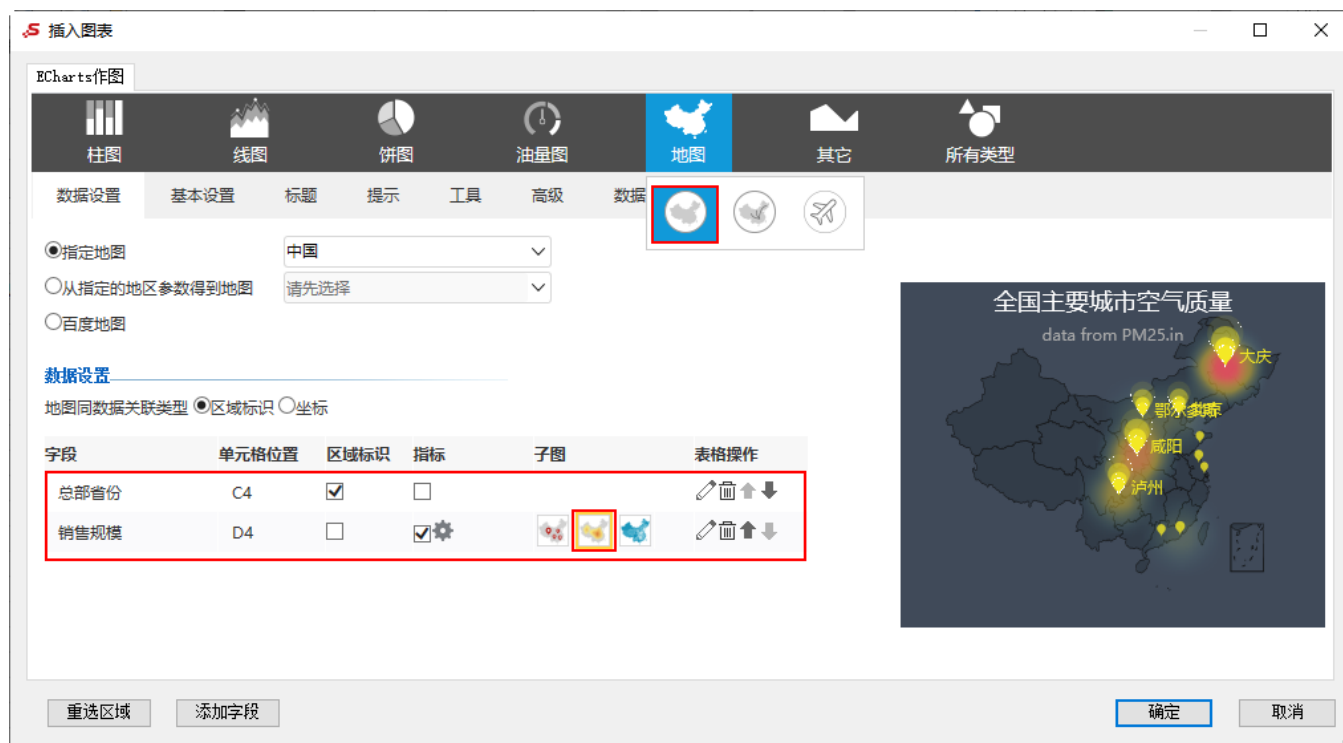 插入图表
ECharts作图
柱图 线图 饼图 油量图 地图 其它 所有类型
数据设置 基本设置 标题 提示 工具 高级 数据
指定地图 中国
从指定的地区参数得到地图 请先选择
百度地图
数据设置
地图同数据关联类型 区域标识 坐标
字段 单元格位置 区域标识 指标 子图 表格操作
总部省份 C4
销售规模 D4
全国主要城市空气质量
data from PM25.in
大庆
鄂尔多斯
咸阳
泸州
重选区域 添加字段 确定 取消